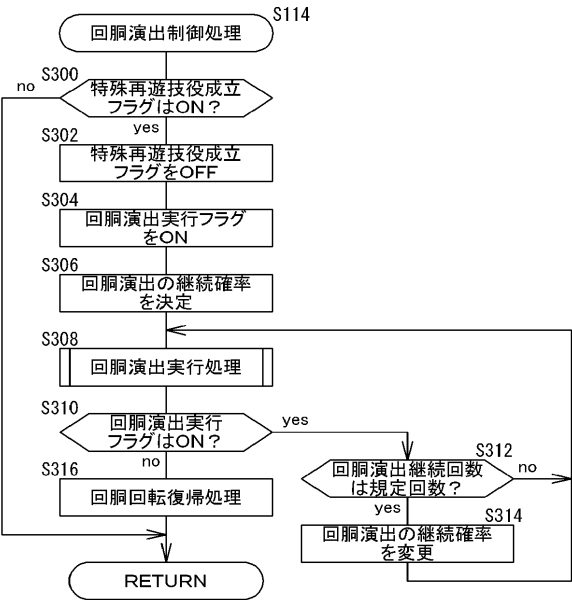 S114
回胴演出制御処理
S300
no
特殊再遊技役成立
フラグはON？
yes
S302
特殊再遊技役成立
フラグをOFF
S304
回胴演出実行フラグ
をON
S306
回胴演出の継続確率
を決定
S308
回胴演出実行処理
S310
回胴演出実行
フラグはON？
yes
no
S312
回胴演出継続回数
は規定回数？
no
yes
S314
回胴演出の継続確率
を変更
S316
回胴回転復帰処理
RETURN